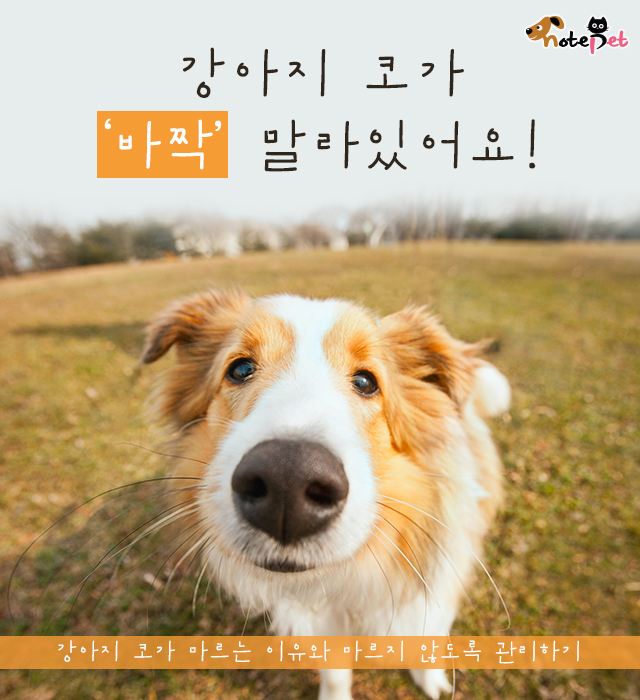 notepet
강아지 코가
‘바짝’ 말라있어요!
강아지 코가 마르는 이유와 마르지 않도록 관리하기